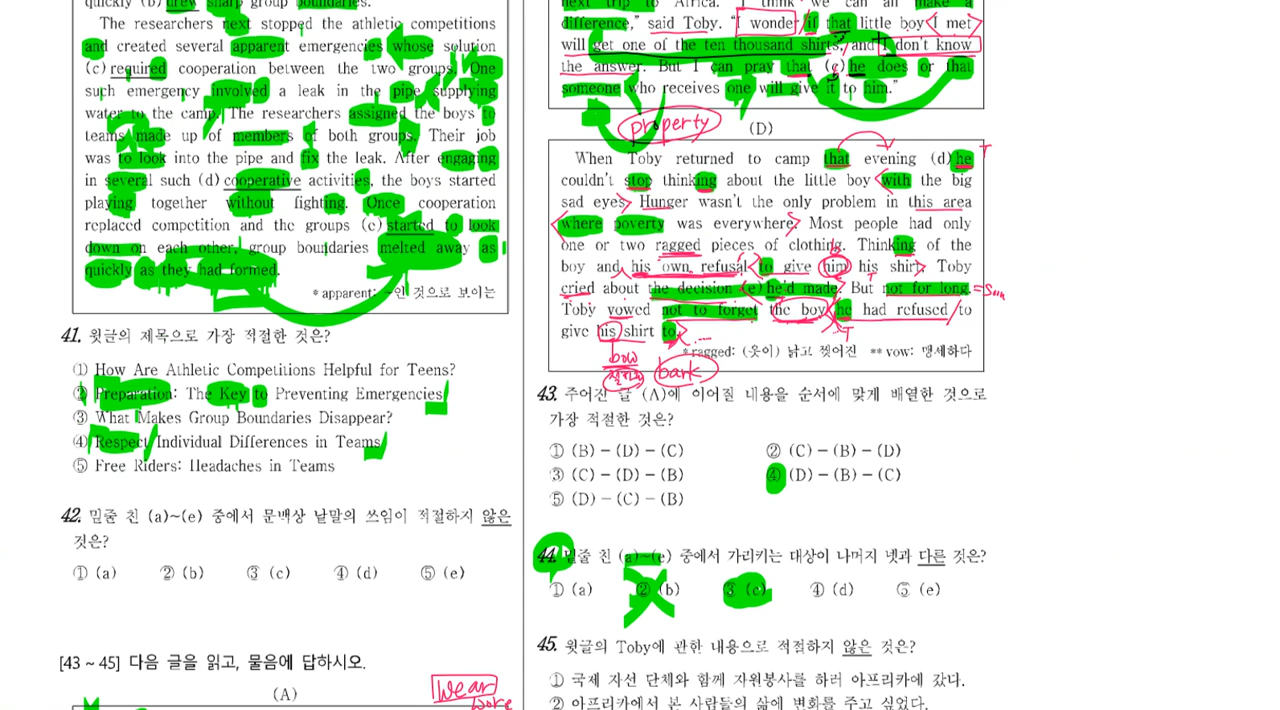 quickly (b) drew sharp group boundaries.
The researchers next stopped the athletic competitions
and created several apparent emergencies whose solution
(c) required cooperation between the two groups. One
such emergency involved a leak in the pipe supplying
water to the camp. The researchers assigned the boys to
teams made up of members of both groups. Their job
was to look into the pipe and fix the leak. After engaging
in several such (d) cooperative activities, the boys started
playing together without fighting. Once cooperation
replaced competition and the groups (e) started to look
down on each other, group boundaries melted away as
quickly as they had formed.
* apparent: ~인 것으로 보이는
41. 윗글의 제목으로 가장 적절한 것은?
① How Are Athletic Competitions Helpful for Teens?
② Preparation: The Key to Preventing Emergencies
③ What Makes Group Boundaries Disappear?
④ Respect Individual Differences in Teams
⑤ Free Riders: Headaches in Teams
42. 밑줄 친 (a)~(e) 중에서 문맥상 낱말의 쓰임이 적절하지 않은
것은?
① (a) ② (b) ③ (c) ④ (d) ⑤ (e)
[43 ~ 45] 다음 글을 읽고, 물음에 답하시오.
(A)
wear
wore
next trip to Africa. "I think we can all make a
difference," said Toby. "I wonder if that little boy I met
will get one of the ten thousand shirts, and I don't know
the answer. But I can pray that (c) he does or that
someone who receives one will give it to him."
property
(D)
When Toby returned to camp that evening (d) he
couldn't stop thinking about the little boy with the big
sad eyes. Hunger wasn't the only problem in this area
where poverty was everywhere. Most people had only
one or two ragged pieces of clothing. Thinking of the
boy and his own refusal to give him his shirt, Toby
cried about the decision (e) he'd made. But not for long.
Toby vowed not to forget the boy he had refused to
give his shirt to.
bow
bark
* ragged: (옷이) 낡고 찢어진 ** vow: 맹세하다
43. 주어진 글 (A)에 이어질 내용을 순서에 맞게 배열한 것으로
가장 적절한 것은?
① (B) - (D) - (C) ② (C) - (B) - (D)
③ (C) - (D) - (B) ④ (D) - (B) - (C)
⑤ (D) - (C) - (B)
44. 밑줄 친 (a)~(e) 중에서 가리키는 대상이 나머지 넷과 다른 것은?
① (a) ② (b) ③ (c) ④ (d) ⑤ (e)
45. 윗글의 Toby에 관한 내용으로 적절하지 않은 것은?
① 국제 자선 단체와 함께 자원봉사를 하러 아프리카에 갔다.
② 아프리카에서 본 사람들의 삶에 변화를 주고 싶었다.